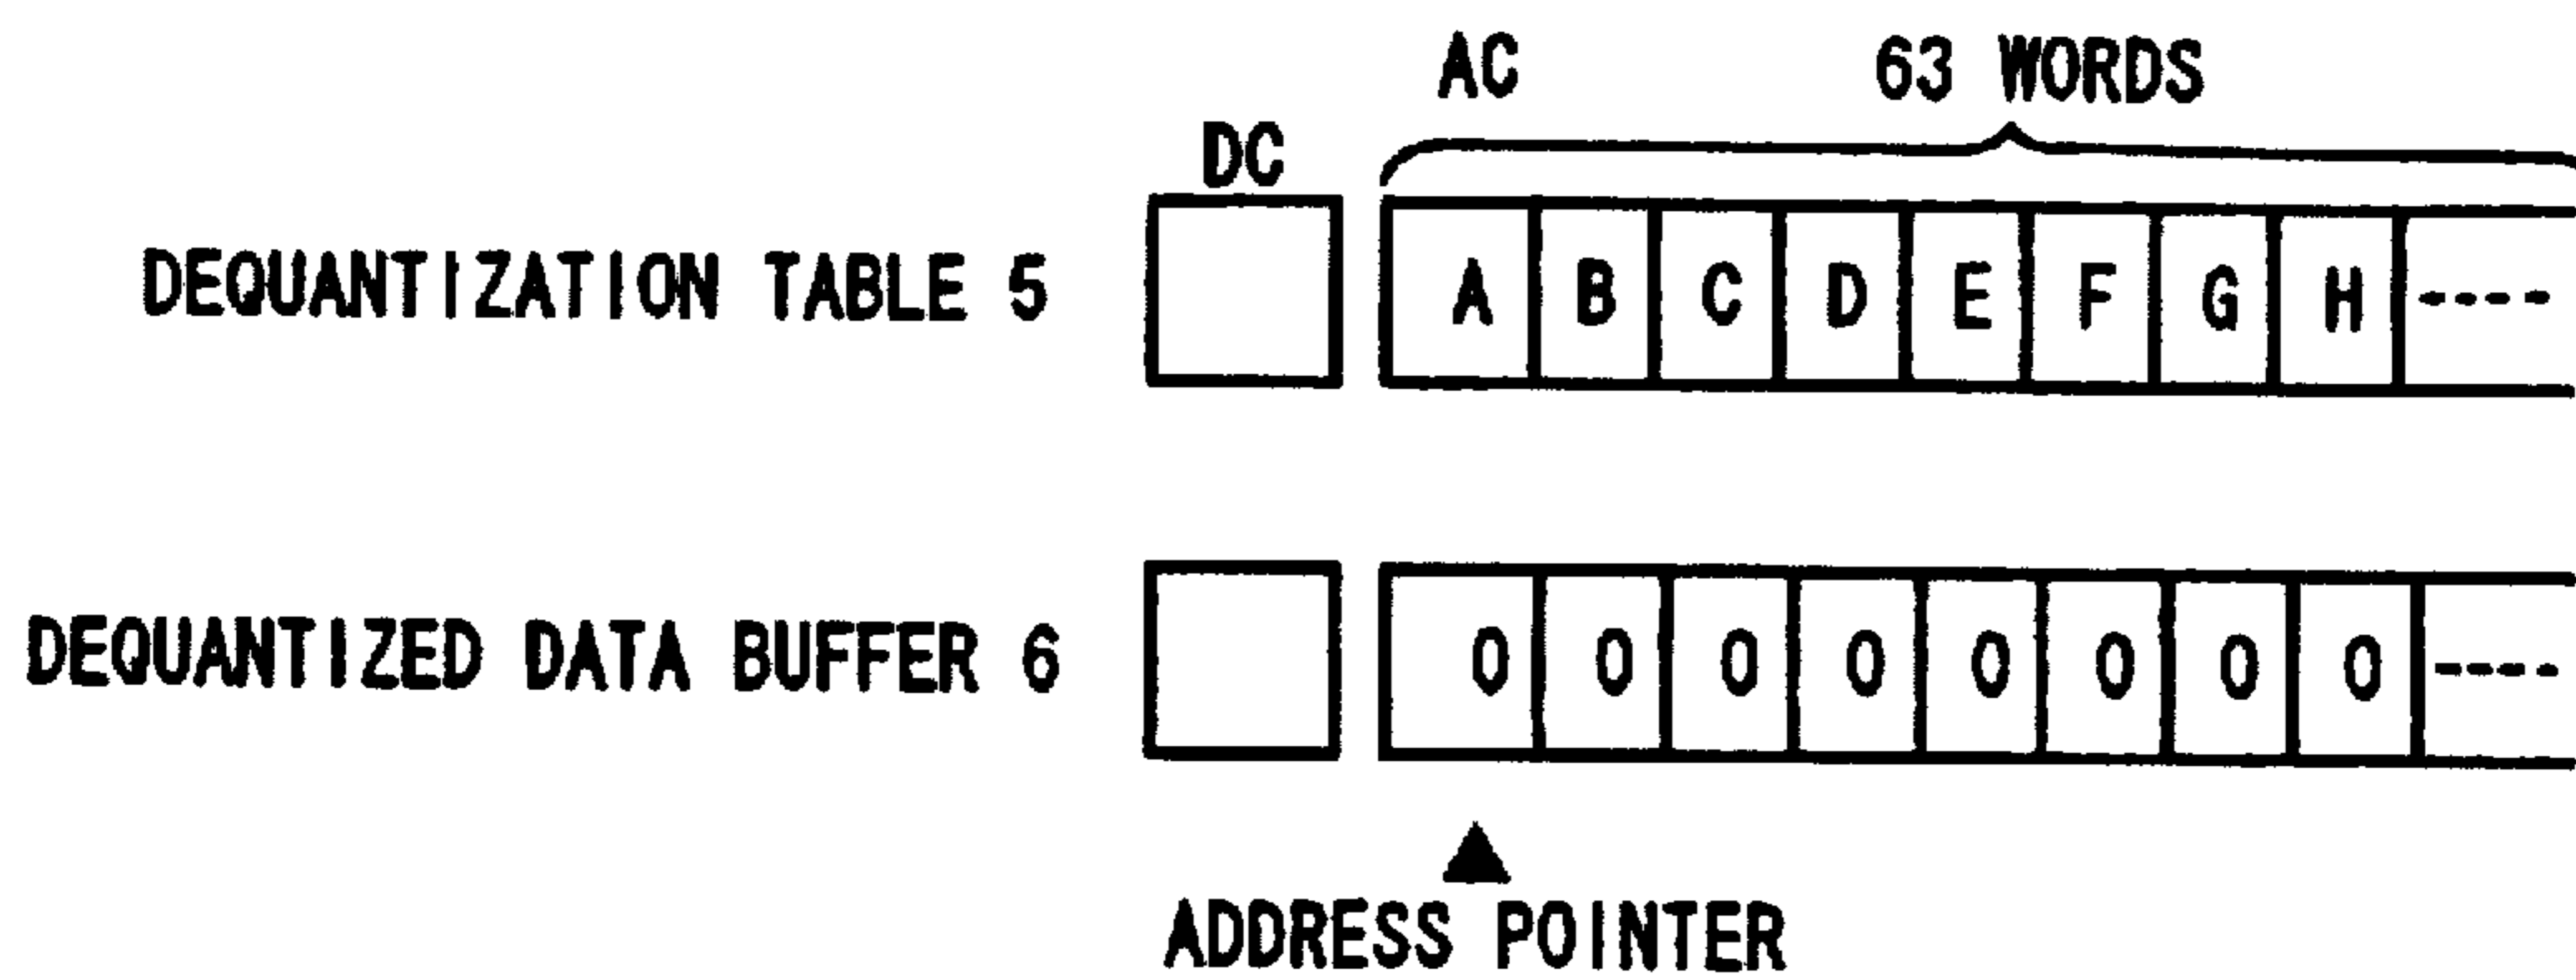 AC 63 WORDS
DC
DEQUANTIZATION TABLE 5 A B C D E F G H ----
DEQUANTIZED DATA BUFFER 6 0 0 0 0 0 0 0 0 ----
ADDRESS POINTER